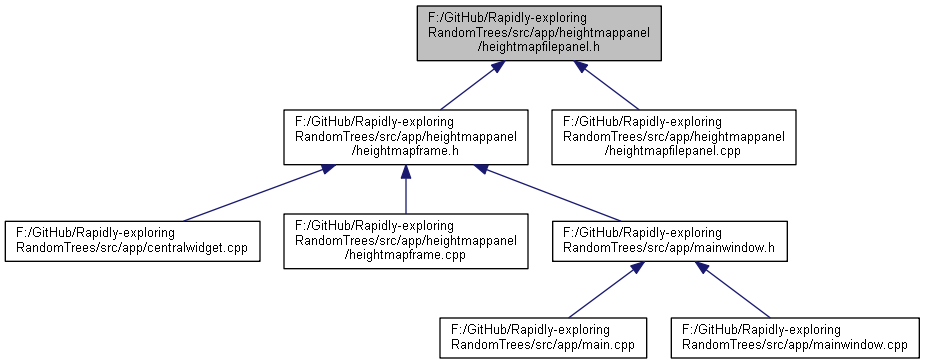 F:/GitHub/Rapidly-exploring
RandomTrees/src/app/heightmappanel
/heightmapfilepanel.h
F:/GitHub/Rapidly-exploring
RandomTrees/src/app/heightmappanel
/heightmapframe.h
F:/GitHub/Rapidly-exploring
RandomTrees/src/app/heightmappanel
/heightmapfilepanel.cpp
F:/GitHub/Rapidly-exploring
RandomTrees/src/app/centralwidget.cpp
F:/GitHub/Rapidly-exploring
RandomTrees/src/app/heightmappanel
/heightmapframe.cpp
F:/GitHub/Rapidly-exploring
RandomTrees/src/app/mainwindow.h
F:/GitHub/Rapidly-exploring
RandomTrees/src/app/main.cpp
F:/GitHub/Rapidly-exploring
RandomTrees/src/app/mainwindow.cpp